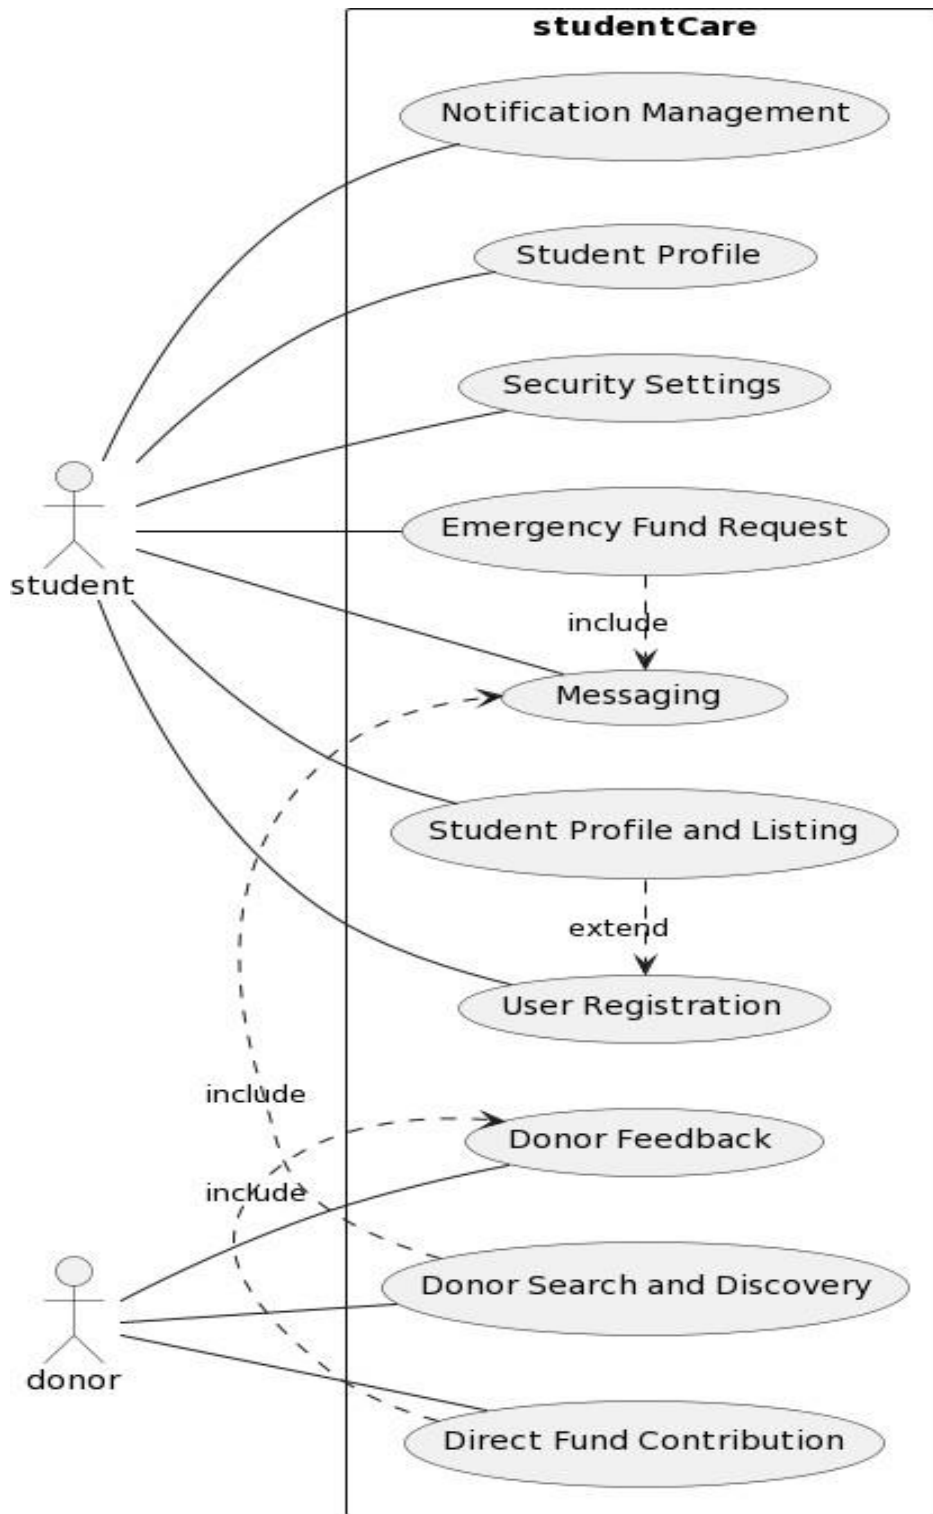 studentCare
Notification Management
Student Profile
Security Settings
Emergency Fund Request
student
include
Messaging
Student Profile and Listing
extend
User Registration
include
Donor Feedback
include
Donor Search and Discovery
donor
Direct Fund Contribution